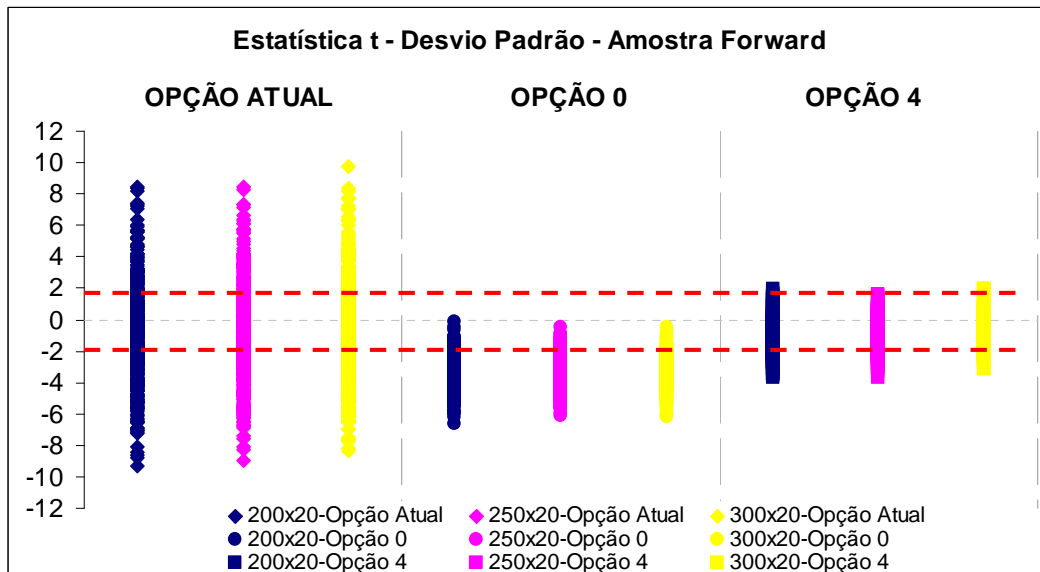 Estatística t - Desvio Padrão - Amostra Forward
OPÇÃO ATUAL OPÇÃO 0 OPÇÃO 4
12
10
8
6
4
2
0
-2
-4
-6
-8
-10
-12
200x20-Opção Atual 250x20-Opção Atual 300x20-Opção Atual
200x20-Opção 0 250x20-Opção 0 300x20-Opção 0
200x20-Opção 4 250x20-Opção 4 300x20-Opção 4